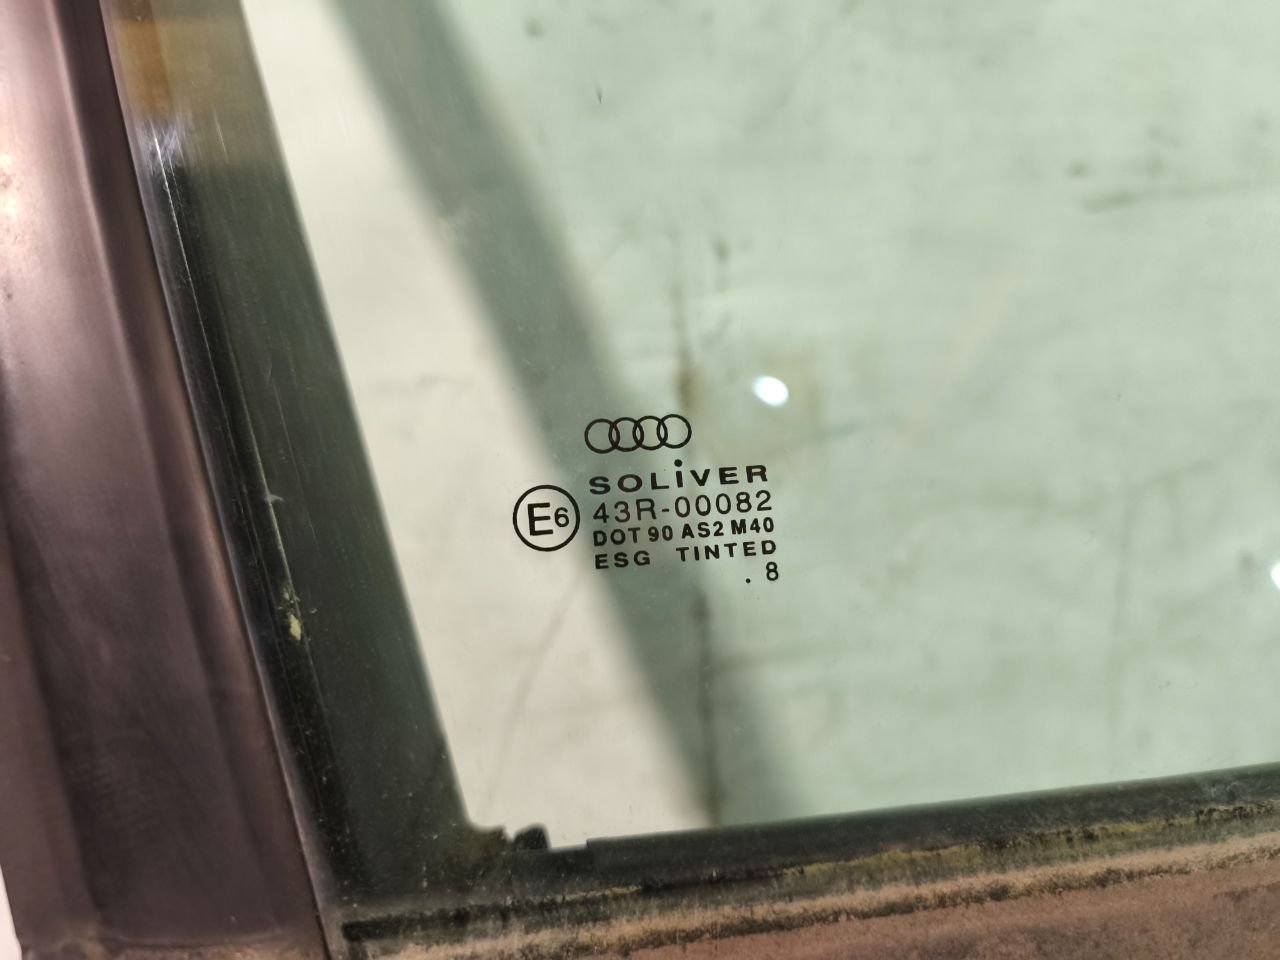 SOLiVER
E6
43R-00082
DOT 90 AS2 M40
ESG TINTED
. 8